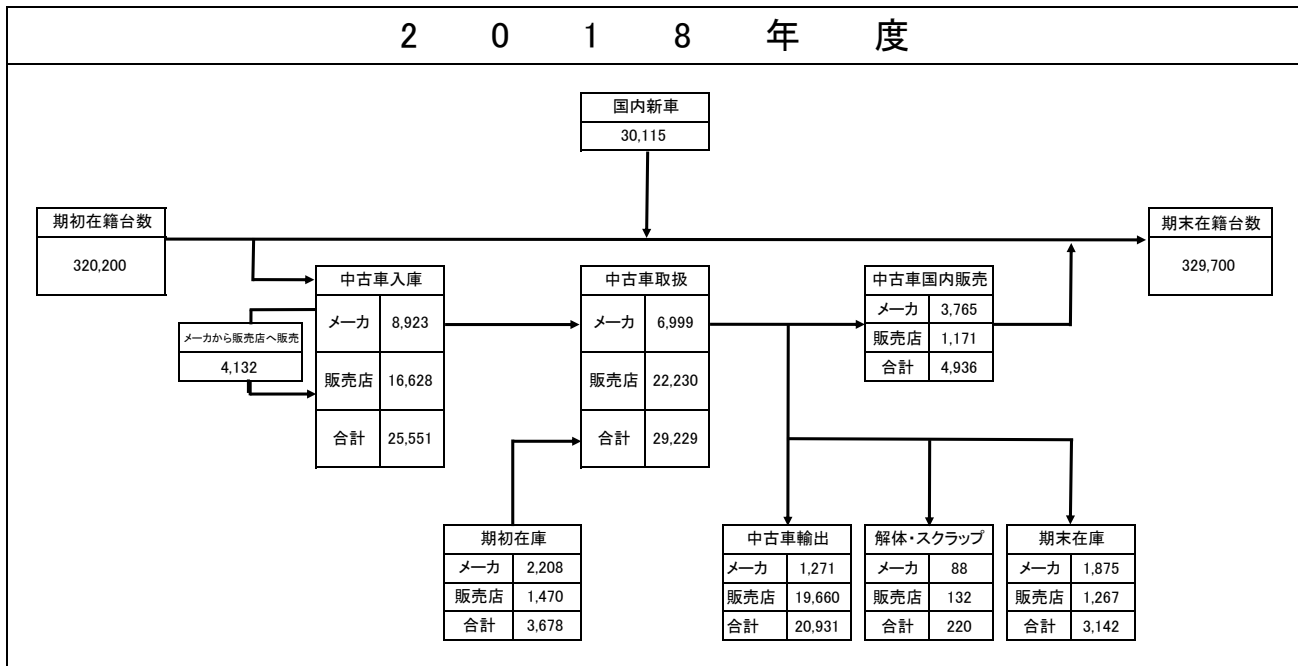 2018年度
国内新車
30,115
期初在籍台数
320,200
期末在籍台数
329,700
中古車入庫
メーカ 8,923
販売店 16,628
合計 25,551
メーカから販売店へ販売
4,132
中古車取扱
メーカ 6,999
販売店 22,230
合計 29,229
中古車国内販売
メーカ 3,765
販売店 1,171
合計 4,936
期初在庫
メーカ 2,208
販売店 1,470
合計 3,678
中古車輸出
メーカ 1,271
販売店 19,660
合計 20,931
解体・スクラップ
メーカ 88
販売店 132
合計 220
期末在庫
メーカ 1,875
販売店 1,267
合計 3,142